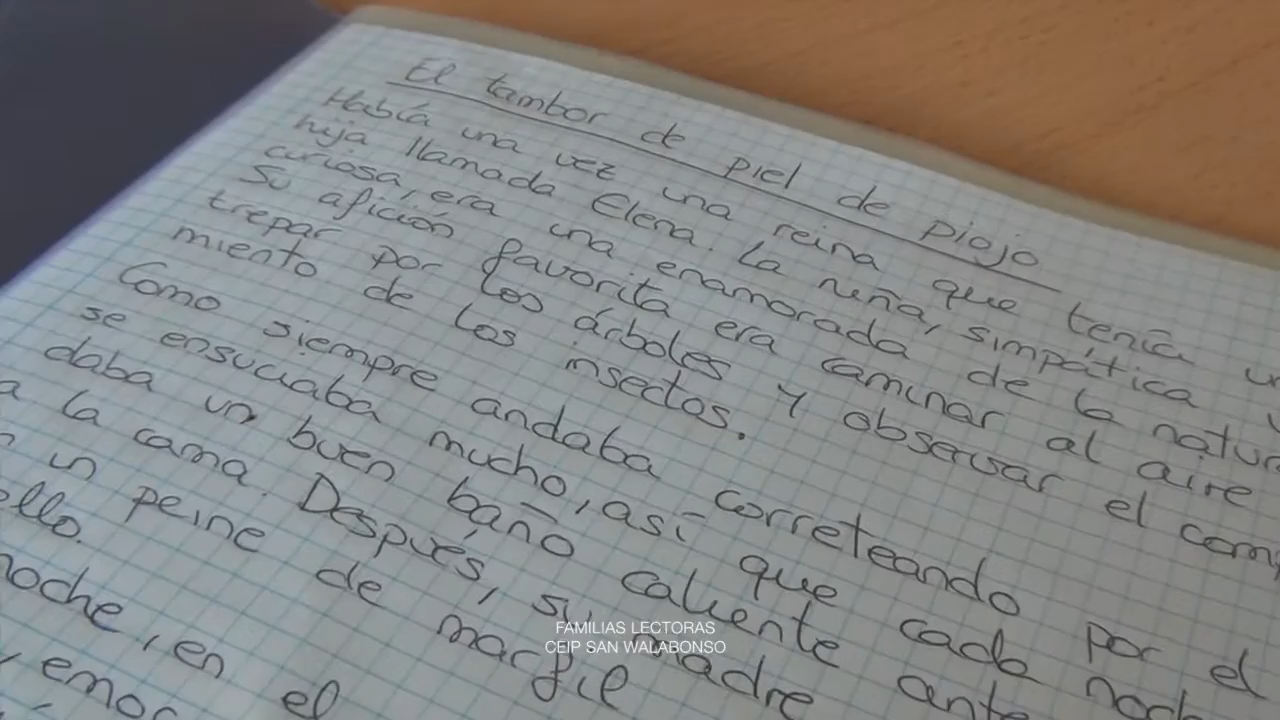 El tambor de piel de piojo
Había una vez una reina que tenía
hija llamada Elena. La niña, simpática y
curiosa, era una enamorada de la natur
Su afición favorita era caminar al aire
trepar por los árboles y observar el comp
miento de los insectos.
Como siempre andaba correteando por el
se ensuciaba mucho, así que cada noch
daba un buen baño caliente ante
a la cama. Después, su madre
un peine de marfil
ello.
noche, en el
FAMILIAS LECTORAS
CEIP SAN WALABONSO